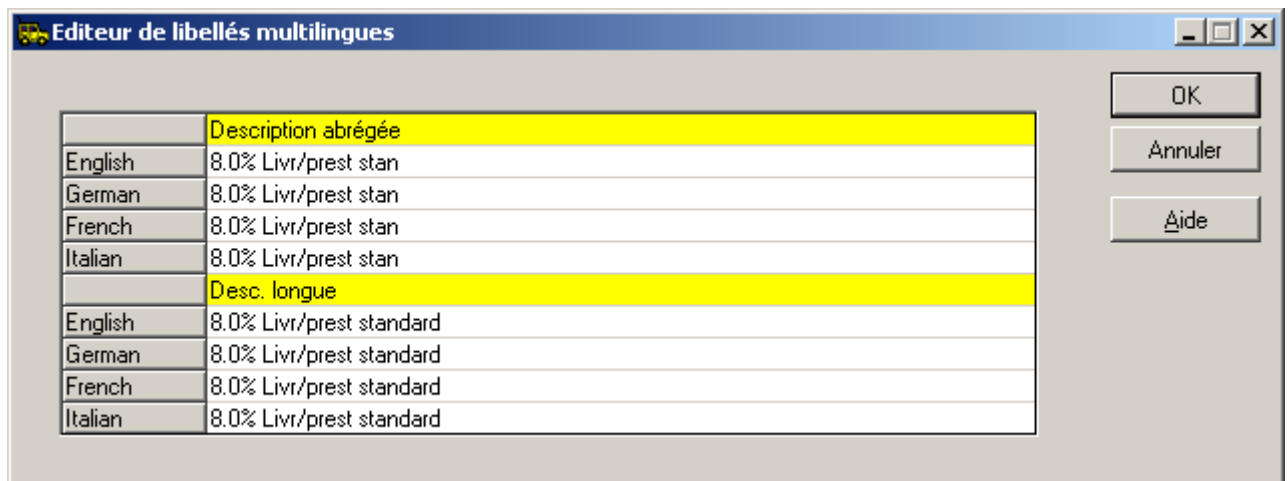 Editeur de libellés multilingues
OK
Annuler
Aide
Description abrégée
English 8.0% Livr/prest stan
German 8.0% Livr/prest stan
French 8.0% Livr/prest stan
Italian 8.0% Livr/prest stan
Desc. longue
English 8.0% Livr/prest standard
German 8.0% Livr/prest standard
French 8.0% Livr/prest standard
Italian 8.0% Livr/prest standard